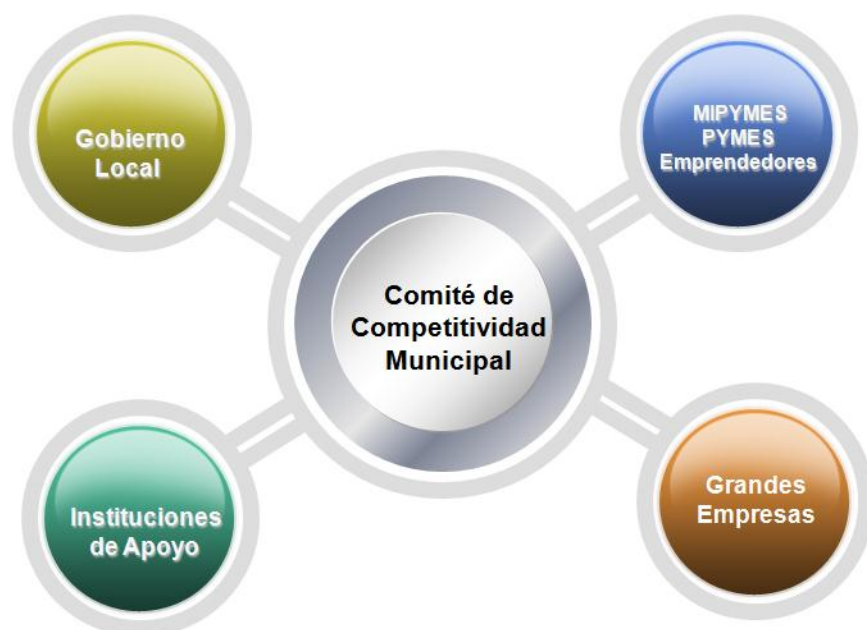 Gobierno
Local
MIPYMES
PYMES
Emprendedores
Comité de
Competitividad
Municipal
Instituciones
de Apoyo
Grandes
Empresas